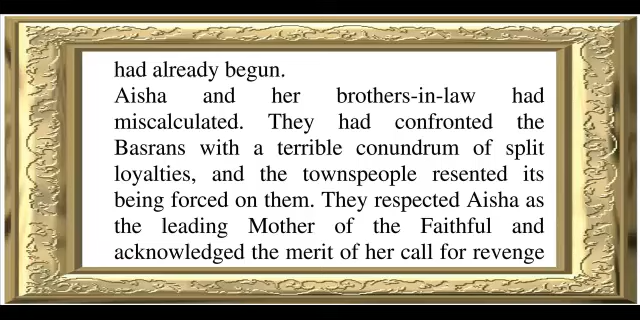 had already begun.
Aisha and her brothers-in-law had
miscalculated. They had confronted the
Basrans with a terrible conundrum of split
loyalties, and the townspeople resented its
being forced on them. They respected Aisha as
the leading Mother of the Faithful and
acknowledged the merit of her call for revenge